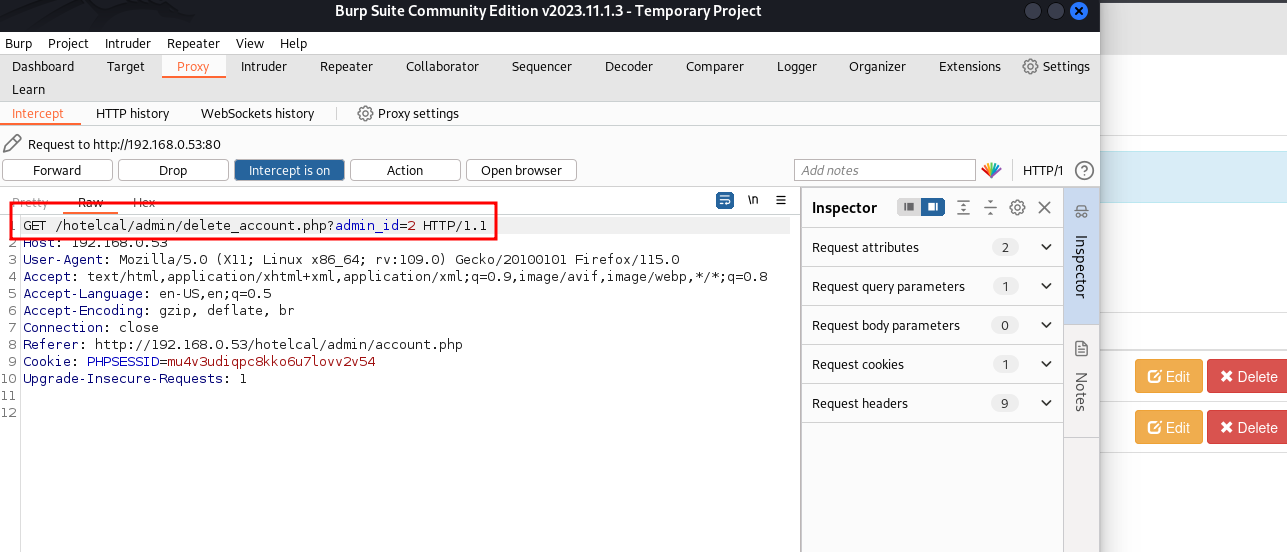 Burp Suite Community Edition v2023.11.1.3 - Temporary Project
Burp Project Intruder Repeater View Help
Dashboard Target Proxy Intruder Repeater Collaborator Sequencer Decoder Comparer Logger Organizer Extensions Settings
Learn
Intercept HTTP history WebSockets history Proxy settings
Request to http://192.168.0.53:80
Forward Drop Intercept is on Action Open browser Add notes HTTP/1 ?
Pretty Raw Hex \n
1 GET /hotelcal/admin/delete_account.php?admin_id=2 HTTP/1.1
2 Host: 192.168.0.53
3 User-Agent: Mozilla/5.0 (X11; Linux x86_64; rv:109.0) Gecko/20100101 Firefox/115.0
4 Accept: text/html,application/xhtml+xml,application/xml;q=0.9,image/avif,image/webp,*/*;q=0.8
5 Accept-Language: en-US,en;q=0.5
6 Accept-Encoding: gzip, deflate, br
7 Connection: close
8 Referer: http://192.168.0.53/hotelcal/admin/account.php
9 Cookie: PHPSESSID=mu4v3udiqpc8kko6u7lovv2v54
10 Upgrade-Insecure-Requests: 1
11
12
Inspector
Request attributes 2
Request query parameters 1
Request body parameters 0
Request cookies 1
Request headers 9
Inspector
Notes
Edit Delete
Edit Delete